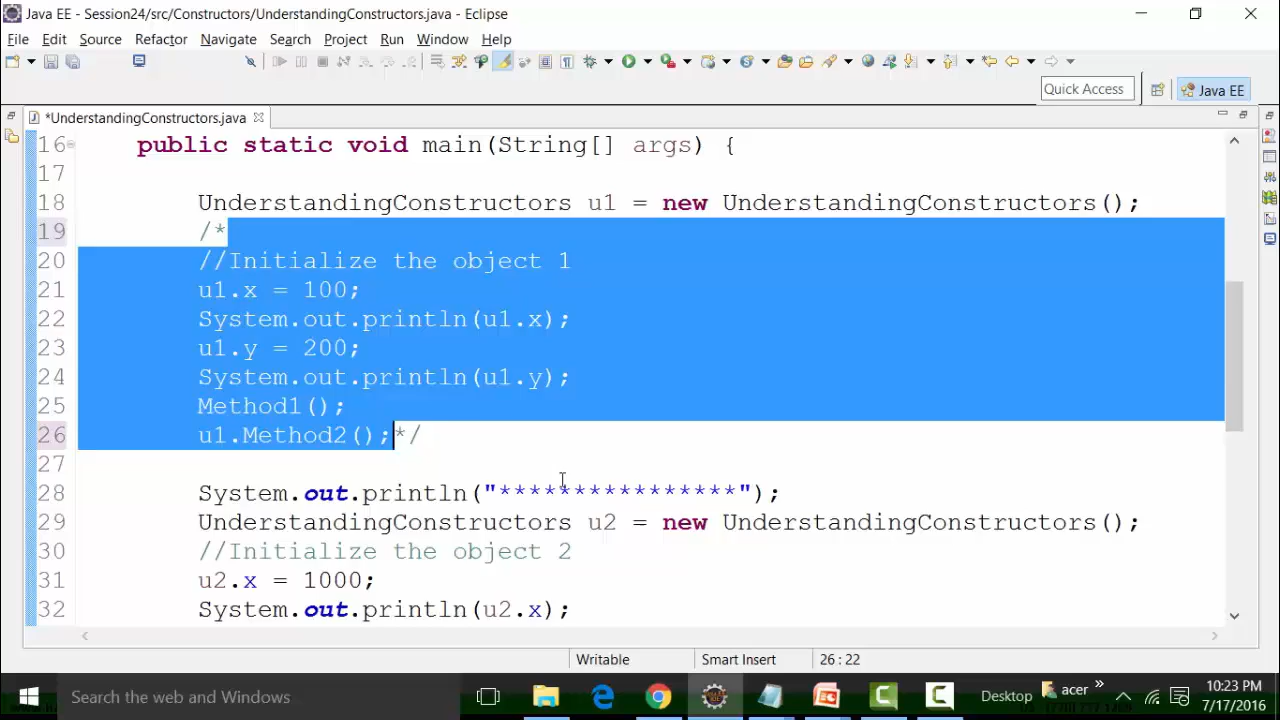 Java EE - Session24/src/Constructors/UnderstandingConstructors.java - Eclipse
File Edit Source Refactor Navigate Search Project Run Window Help
Quick Access
Java EE
*UnderstandingConstructors.java
16 public static void main(String[] args) {
17
18 UnderstandingConstructors u1 = new UnderstandingConstructors();
19 /*
20 //Initialize the object 1
21 u1.x = 100;
22 System.out.println(u1.x);
23 u1.y = 200;
24 System.out.println(u1.y);
25 Method1();
26 u1.Method2();*/
27
28 System.out.println("****************");
29 UnderstandingConstructors u2 = new UnderstandingConstructors();
30 //Initialize the object 2
31 u2.x = 1000;
32 System.out.println(u2.x);
Writable Smart Insert 26 : 22
Search the web and Windows
Desktop
acer
10:23 PM
7/17/2016